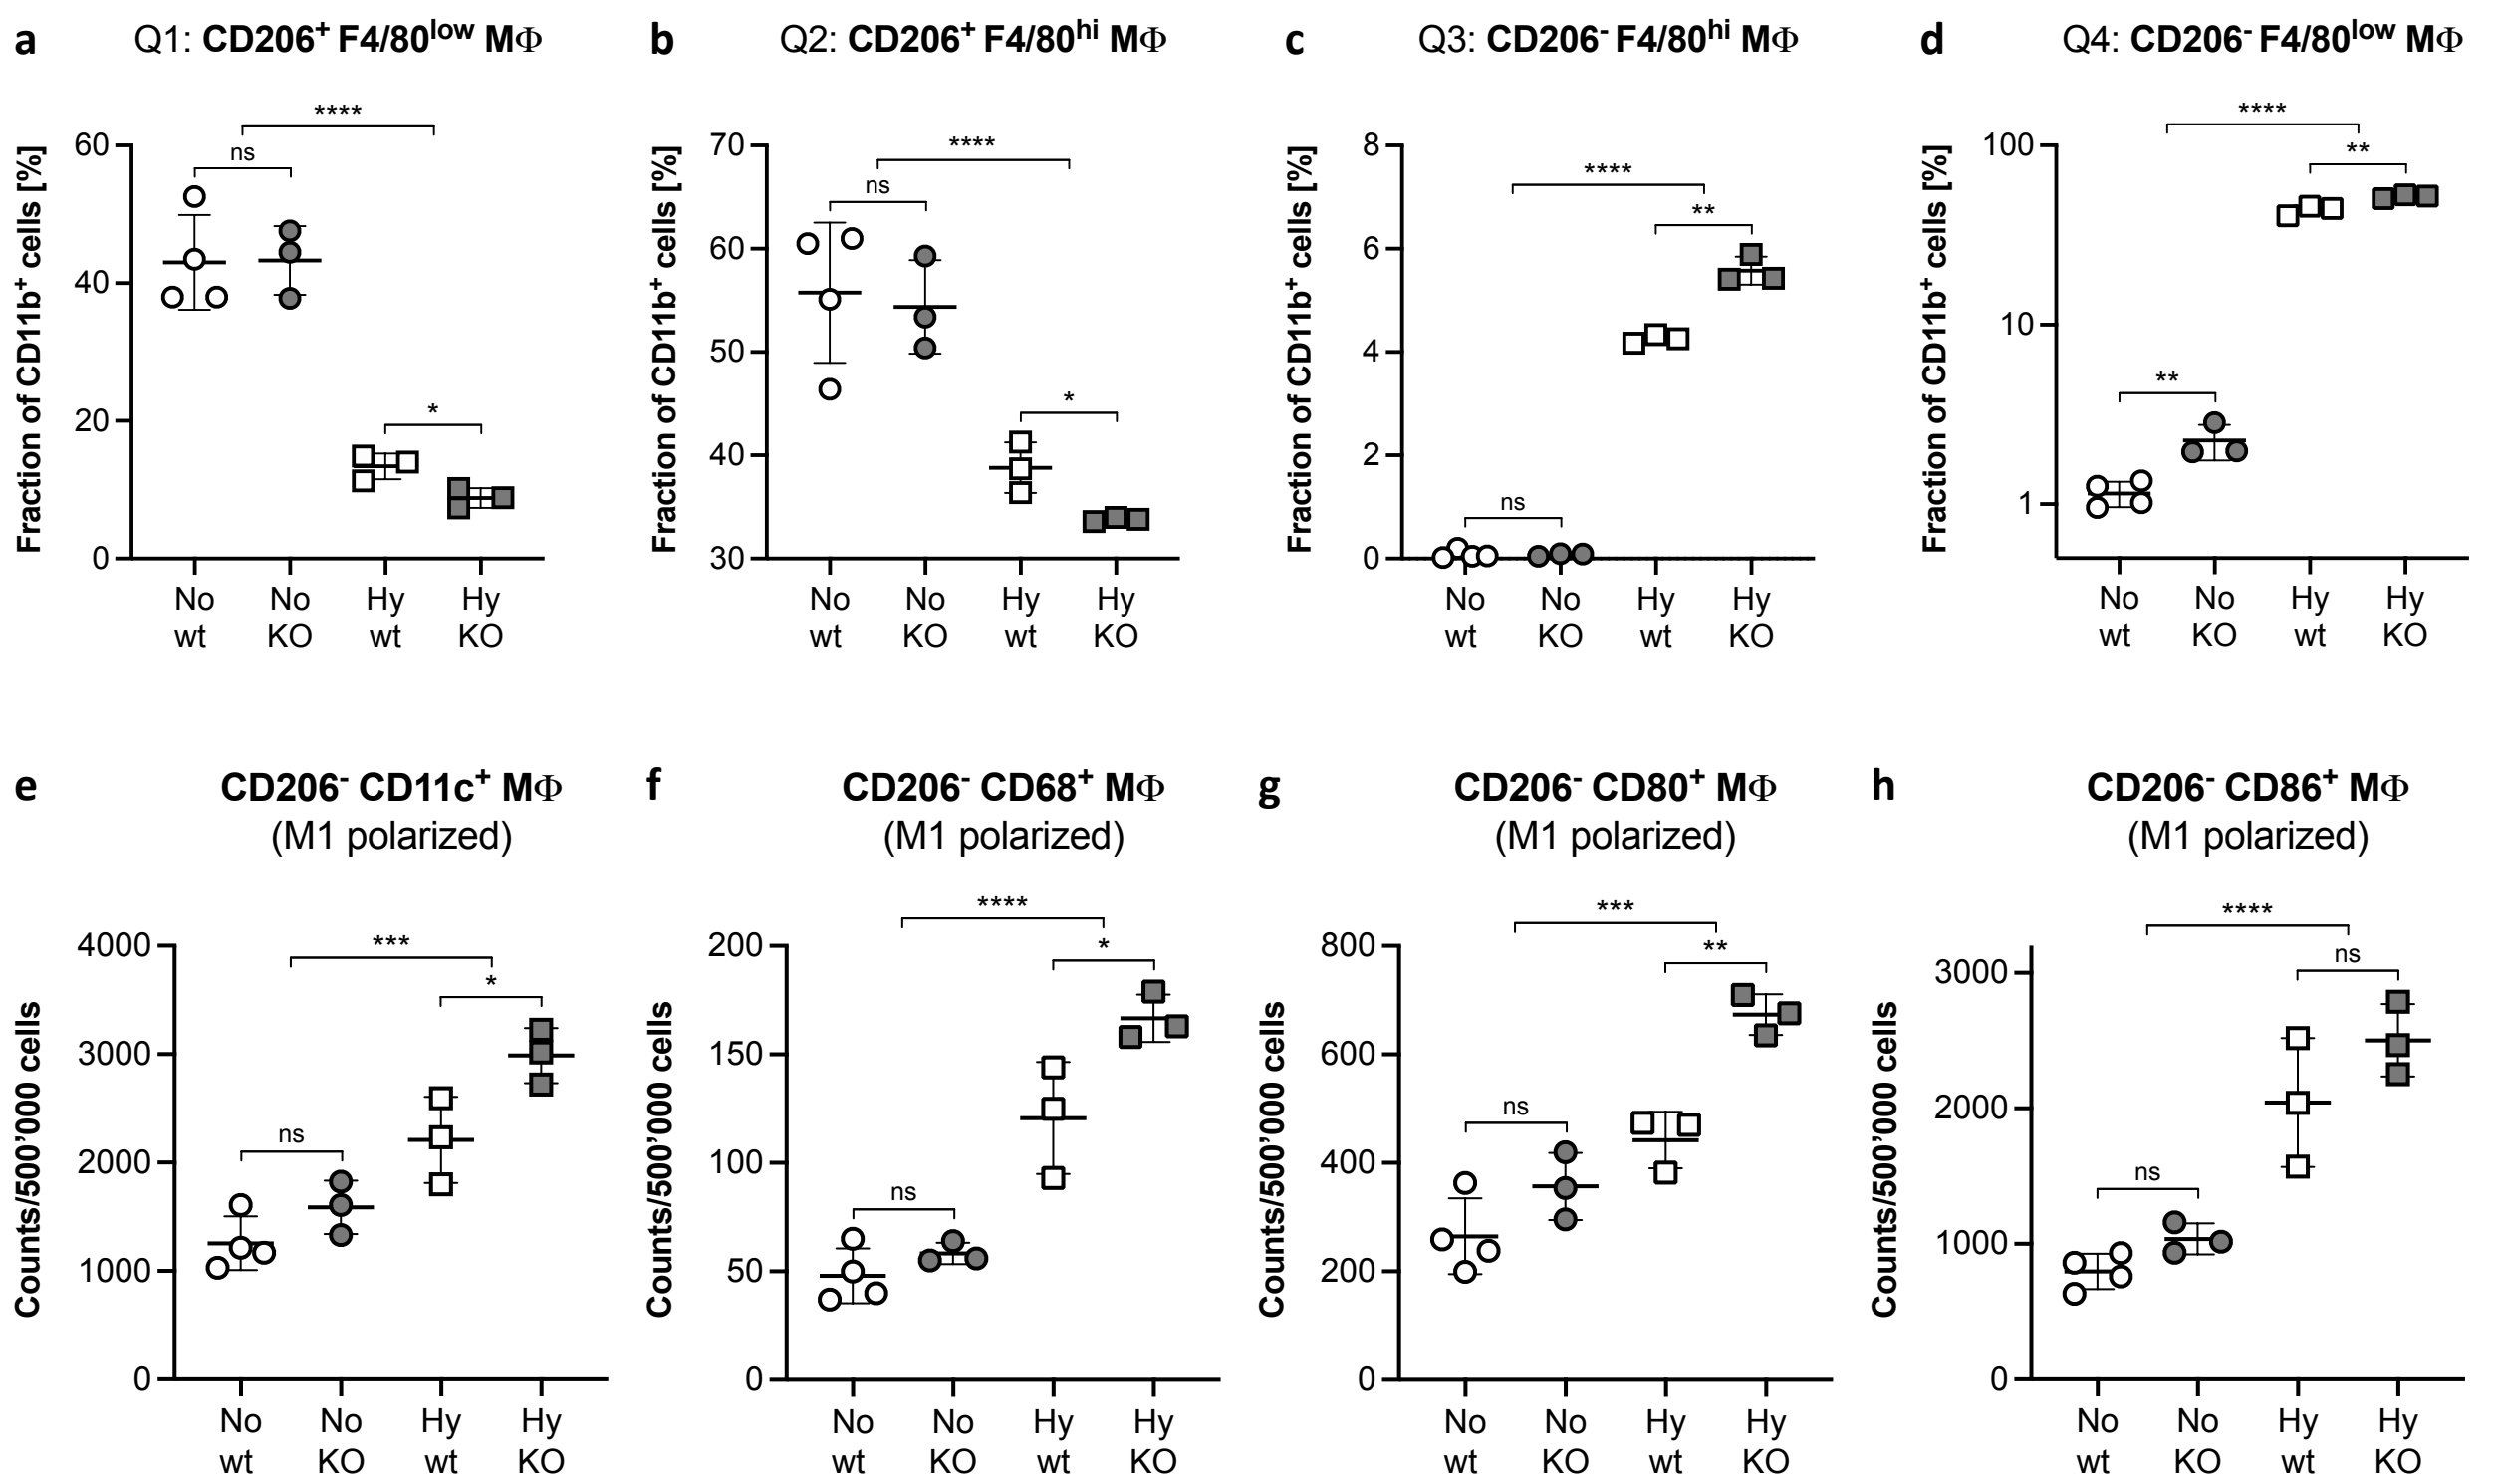 a Q1: CD206⁺ F4/80ˡᵒʷ MΦ
Fraction of CD11b⁺ cells [%]
60
40
20
0
****
ns
*
No No Hy Hy
wt KO wt KO
b Q2: CD206⁺ F4/80ʰⁱ MΦ
Fraction of CD11b⁺ cells [%]
70
60
50
40
30
****
ns
*
No No Hy Hy
wt KO wt KO
c Q3: CD206⁻ F4/80ʰⁱ MΦ
Fraction of CD11b⁺ cells [%]
8
6
4
2
0
****
**
ns
No No Hy Hy
wt KO wt KO
d Q4: CD206⁻ F4/80ˡᵒʷ MΦ
Fraction of CD11b⁺ cells [%]
100
10
1
****
**
**
No No Hy Hy
wt KO wt KO
e CD206⁻ CD11c⁺ MΦ
(M1 polarized)
Counts/500’000 cells
4000
3000
2000
1000
0
***
*
ns
No No Hy Hy
wt KO wt KO
f CD206⁻ CD68⁺ MΦ
(M1 polarized)
Counts/500’000 cells
200
150
100
50
0
****
*
ns
No No Hy Hy
wt KO wt KO
g CD206⁻ CD80⁺ MΦ
(M1 polarized)
Counts/500’000 cells
800
600
400
200
0
***
**
ns
No No Hy Hy
wt KO wt KO
h CD206⁻ CD86⁺ MΦ
(M1 polarized)
Counts/500’000 cells
3000
2000
1000
0
****
ns
ns
No No Hy Hy
wt KO wt KO